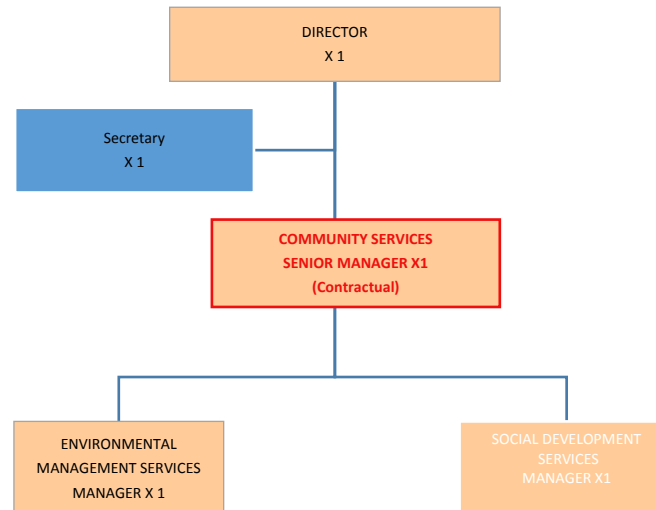 DIRECTOR
X 1
Secretary
X 1
COMMUNITY SERVICES
SENIOR MANAGER X1
(Contractual)
ENVIRONMENTAL
MANAGEMENT SERVICES
MANAGER X 1
SOCIAL DEVELOPMENT
SERVICES
MANAGER X1